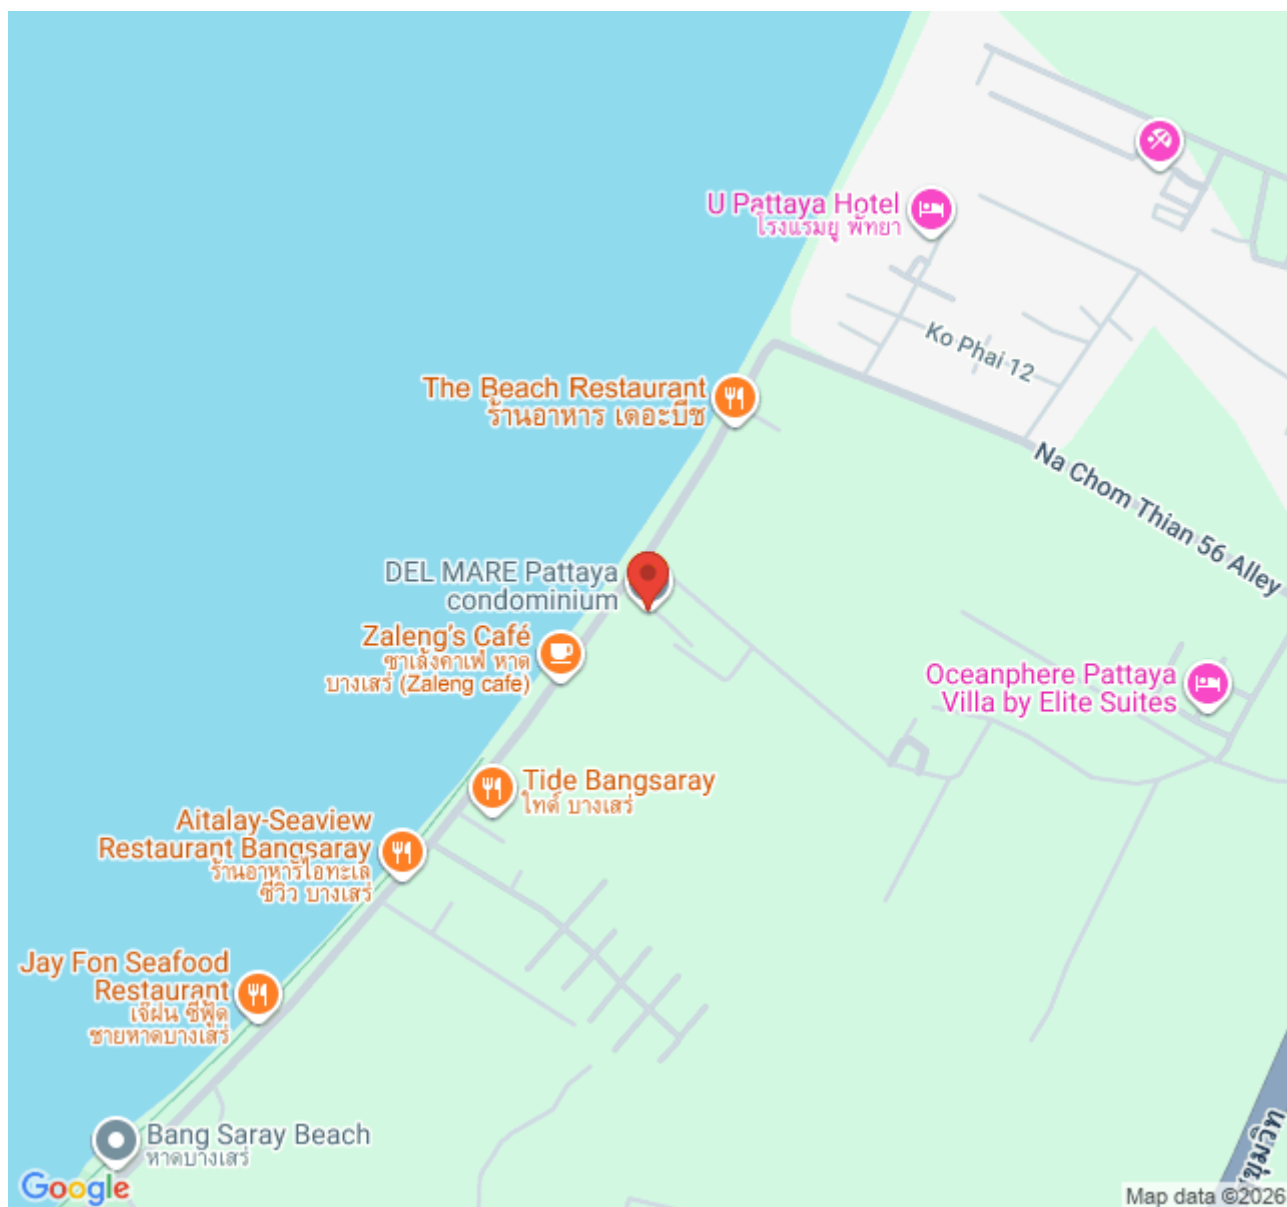 U Pattaya Hotel
โรงแรมยู พัทยา
Ko Phai 12
The Beach Restaurant
ร้านอาหาร เดอะบีช
Na Chom Thian 56 Alley
DEL MARE Pattaya
condominium
Zaleng's Café
ซาเล้งคาเฟ่ หาด
บางเสร่ (Zaleng cafe)
Oceanphere Pattaya
Villa by Elite Suites
Tide Bangsaray
ไทด์ บางเสร่
Aitalay-Seaview
Restaurant Bangsaray
ร้านอาหารไอทะเล
ซีวิว บางเสร่
Jay Fon Seafood
Restaurant
เจ๊ฝน ซีฟู้ด
ชายหาดบางเสร่
Bang Saray Beach
หาดบางเสร่
Google
Map data ©2026